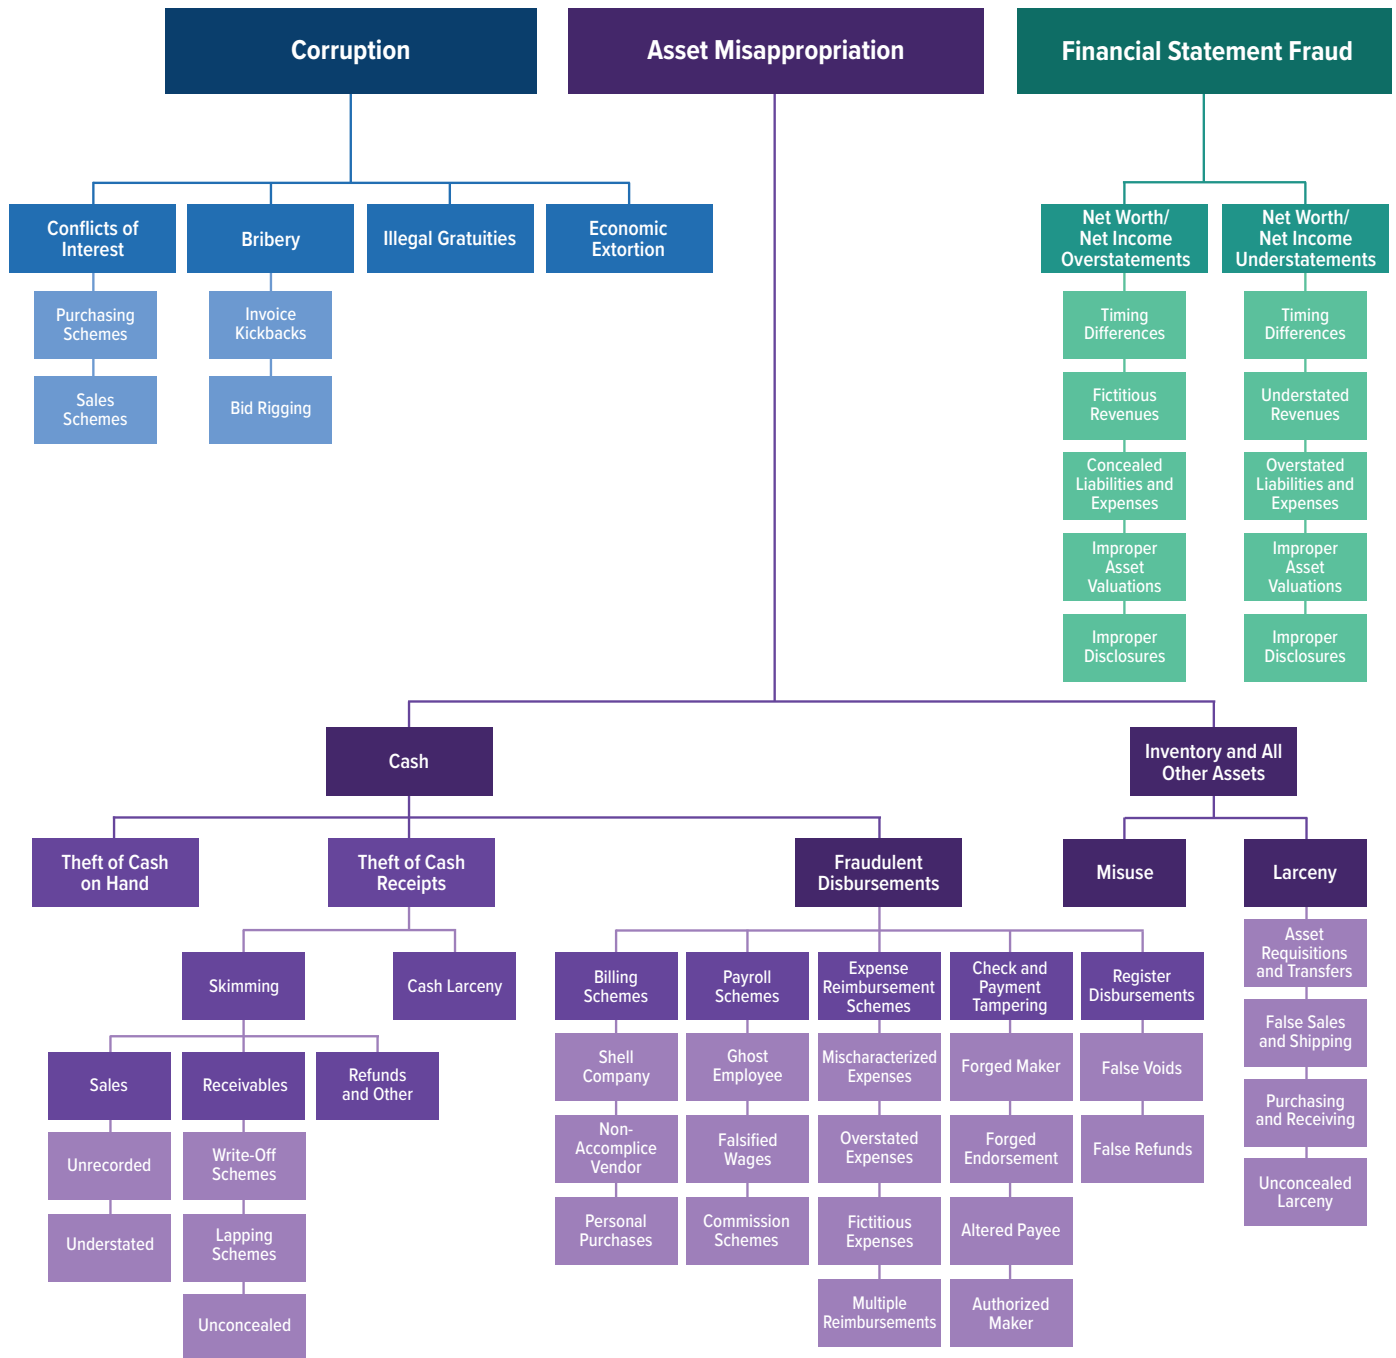 Corruption
Asset Misappropriation
Financial Statement Fraud
Conflicts of
Interest
Bribery
Illegal Gratuities
Economic
Extortion
Net Worth/
Net Income
Overstatements
Net Worth/
Net Income
Understatements
Purchasing
Schemes
Sales
Schemes
Invoice
Kickbacks
Bid Rigging
Timing
Differences
Fictitious
Revenues
Concealed
Liabilities and
Expenses
Improper
Asset
Valuations
Improper
Disclosures
Timing
Differences
Understated
Revenues
Overstated
Liabilities and
Expenses
Improper
Asset
Valuations
Improper
Disclosures
Cash
Inventory and All
Other Assets
Theft of Cash
on Hand
Theft of Cash
Receipts
Fraudulent
Disbursements
Misuse
Larceny
Skimming
Cash Larceny
Sales
Receivables
Refunds
and Other
Unrecorded
Understated
Write-Off
Schemes
Lapping
Schemes
Unconcealed
Billing
Schemes
Shell
Company
Non-
Accomplice
Vendor
Personal
Purchases
Payroll
Schemes
Ghost
Employee
Falsified
Wages
Commission
Schemes
Expense
Reimbursement
Schemes
Mischaracterized
Expenses
Overstated
Expenses
Fictitious
Expenses
Multiple
Reimbursements
Check and
Payment
Tampering
Forged Maker
Forged
Endorsement
Altered Payee
Authorized
Maker
Register
Disbursements
False Voids
False Refunds
Asset
Requisitions
and Transfers
False Sales
and Shipping
Purchasing
and Receiving
Unconcealed
Larceny